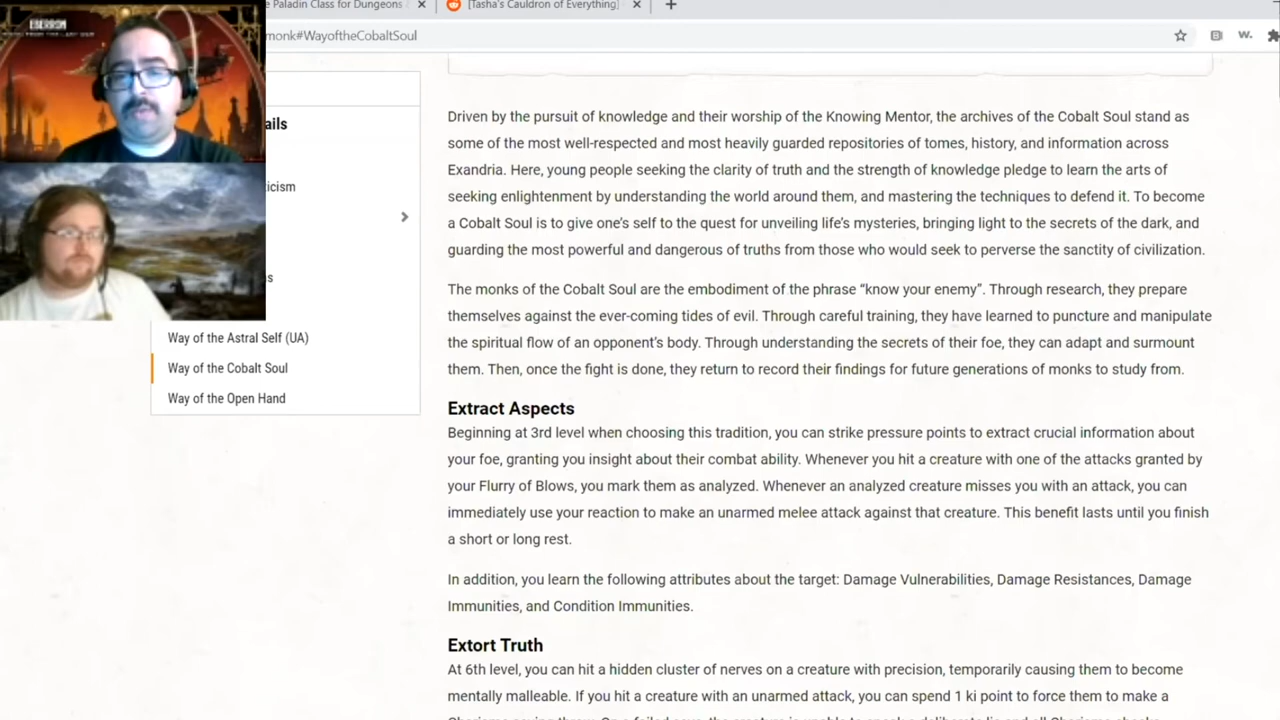 e Paladin Class for Dungeons
[Tasha's Cauldron of Everything]
monk#WayoftheCobaltSoul
W.
EBERRON
ails
icism
s
Way of the Astral Self (UA)
Way of the Cobalt Soul
Way of the Open Hand
Driven by the pursuit of knowledge and their worship of the Knowing Mentor, the archives of the Cobalt Soul stand as
some of the most well-respected and most heavily guarded repositories of tomes, history, and information across
Exandria. Here, young people seeking the clarity of truth and the strength of knowledge pledge to learn the arts of
seeking enlightenment by understanding the world around them, and mastering the techniques to defend it. To become
a Cobalt Soul is to give one’s self to the quest for unveiling life’s mysteries, bringing light to the secrets of the dark, and
guarding the most powerful and dangerous of truths from those who would seek to perverse the sanctity of civilization.
The monks of the Cobalt Soul are the embodiment of the phrase “know your enemy”. Through research, they prepare
themselves against the ever-coming tides of evil. Through careful training, they have learned to puncture and manipulate
the spiritual flow of an opponent’s body. Through understanding the secrets of their foe, they can adapt and surmount
them. Then, once the fight is done, they return to record their findings for future generations of monks to study from.
Extract Aspects
Beginning at 3rd level when choosing this tradition, you can strike pressure points to extract crucial information about
your foe, granting you insight about their combat ability. Whenever you hit a creature with one of the attacks granted by
your Flurry of Blows, you mark them as analyzed. Whenever an analyzed creature misses you with an attack, you can
immediately use your reaction to make an unarmed melee attack against that creature. This benefit lasts until you finish
a short or long rest.
In addition, you learn the following attributes about the target: Damage Vulnerabilities, Damage Resistances, Damage
Immunities, and Condition Immunities.
Extort Truth
At 6th level, you can hit a hidden cluster of nerves on a creature with precision, temporarily causing them to become
mentally malleable. If you hit a creature with an unarmed attack, you can spend 1 ki point to force them to make a